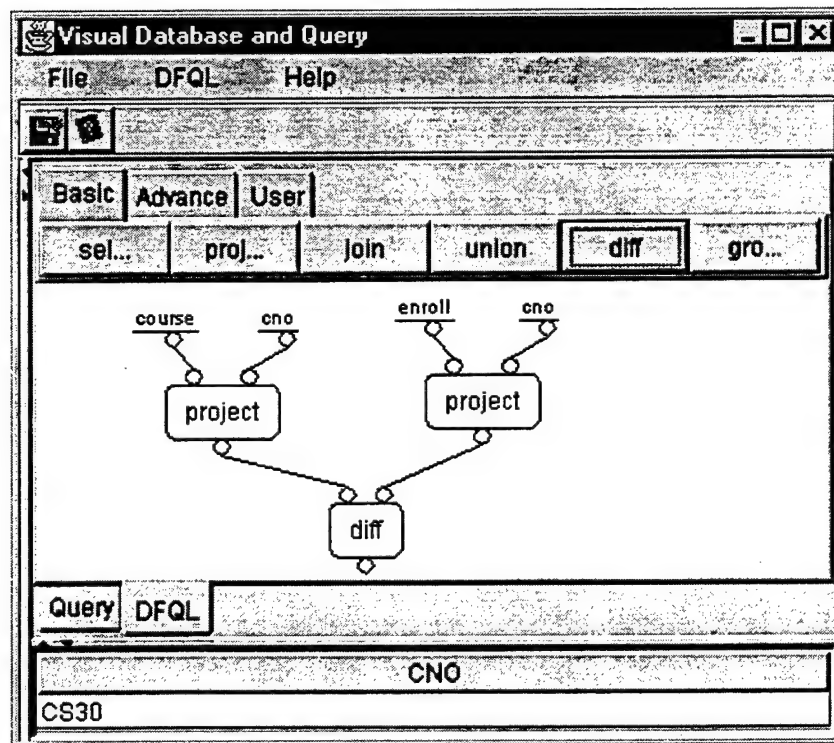 Visual Database and Query
File DFQL Help
Basic Advance User
sel... proj... join union diff gro...
course cno enroll cno
project project
diff
Query DFQL
CNO
CS30